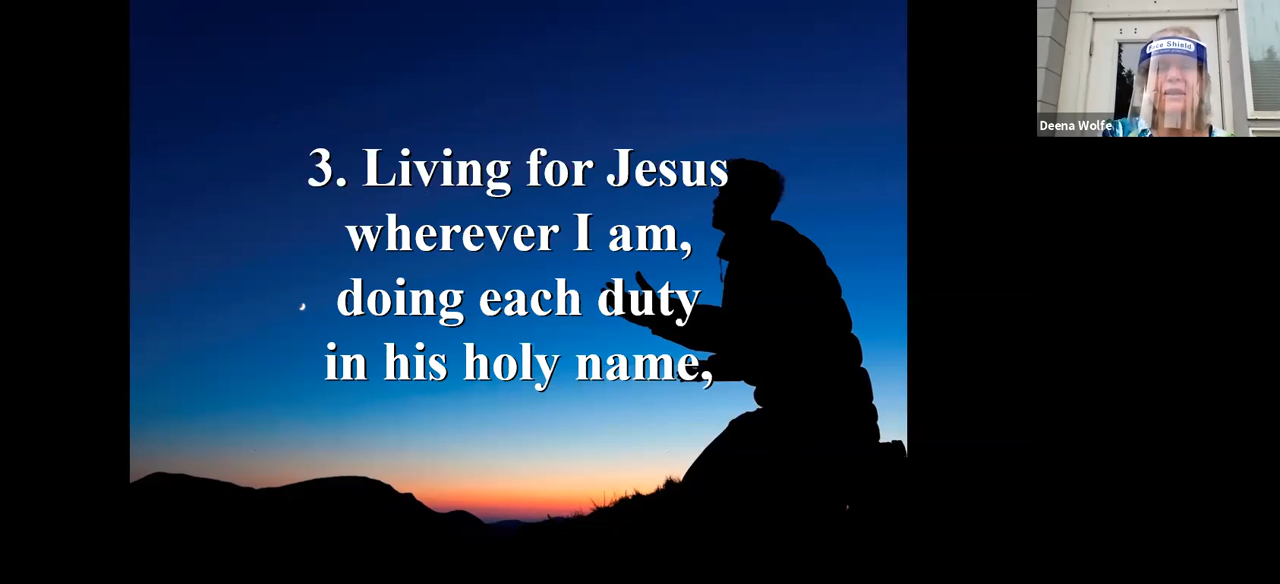 3. Living for Jesus
wherever I am,
doing each duty
in his holy name,
Face Shield
Deena Wolfe